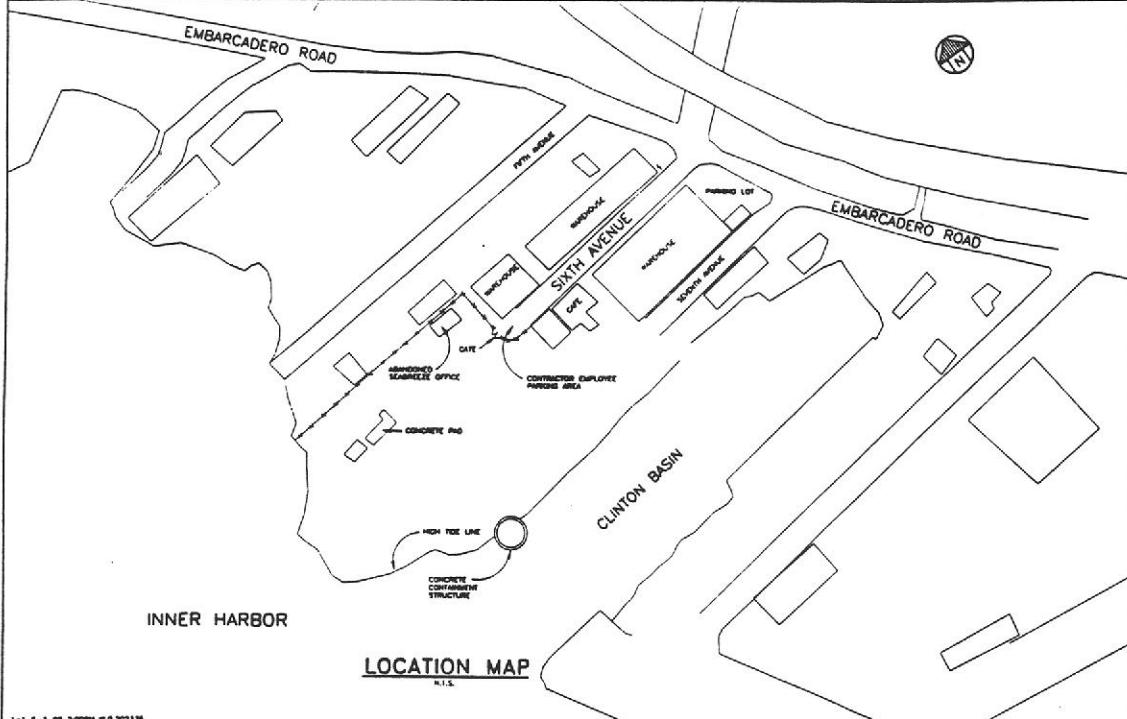 EMBARCADERO ROAD
N
FIFTH AVENUE
PARKING LOT
WAREHOUSE
SIXTH AVENUE
WAREHOUSE
EMBARCADERO ROAD
WAREHOUSE
SEVENTH AVENUE
CAFE
GATE
ABANDONED
SEABREEZE OFFICE
CONTRACTOR EMPLOYEE
PARKING AREA
CONCRETE PAD
CLINTON BASIN
HIGH TIDE LINE
CONCRETE
CONTAINMENT
STRUCTURE
INNER HARBOR
LOCATION MAP
N.T.S.